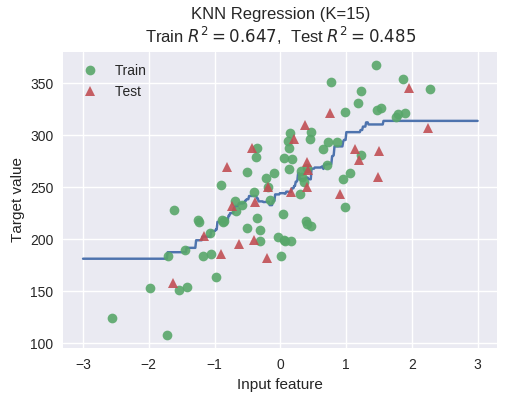 KNN Regression (K=15)
Train R² = 0.647, Test R² = 0.485
Train
Test
350
300
250
200
150
100
Target value
−3 −2 −1 0 1 2 3
Input feature